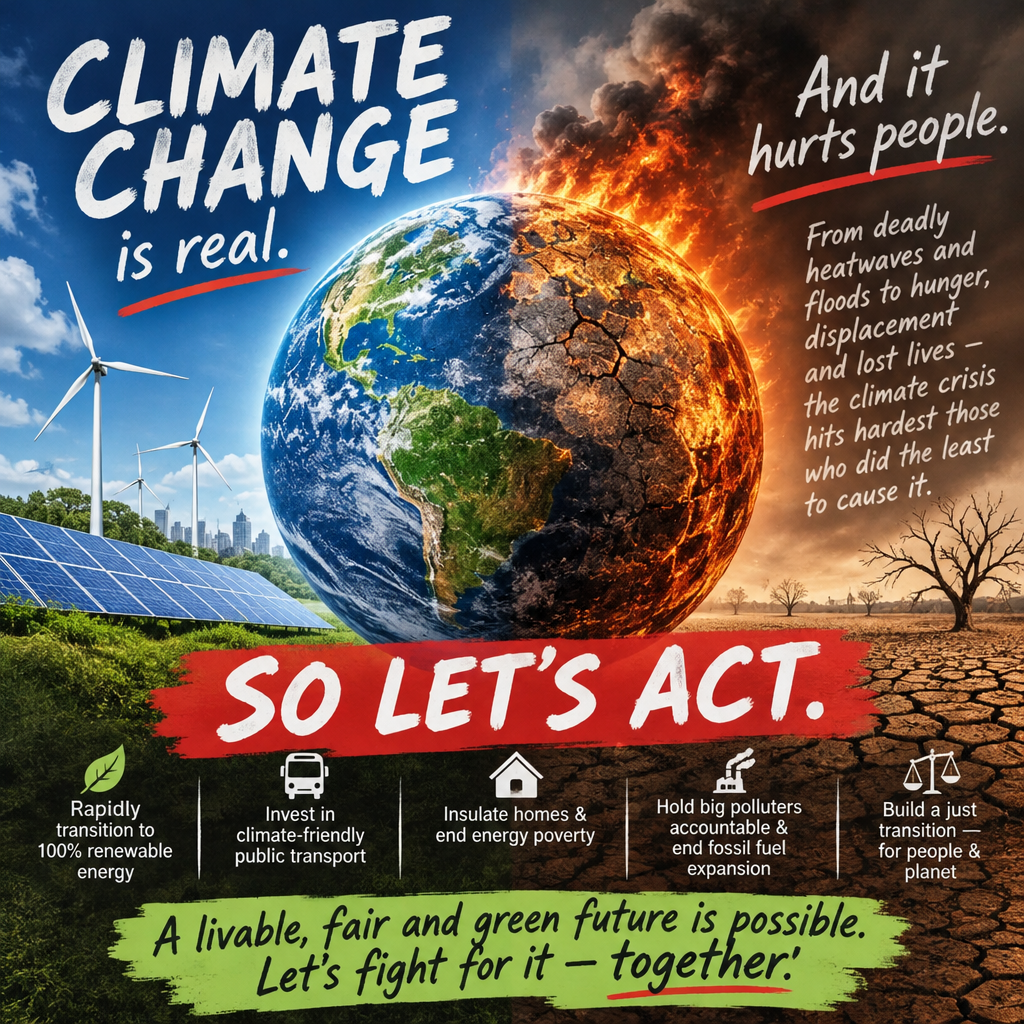 CLIMATE
CHANGE
is real.
And it
hurts people.
From deadly
heatwaves and
floods to hunger,
displacement
and lost lives –
the climate crisis
hits hardest those
who did the least
to cause it.
SO LET'S ACT.
Rapidly
transition to
100% renewable
energy
Invest in
climate-friendly
public transport
Insulate homes &
end energy poverty
Hold big polluters
accountable &
end fossil fuel
expansion
Build a just
transition —
for people &
planet
A livable, fair and green future is possible.
Let's fight for it – together!